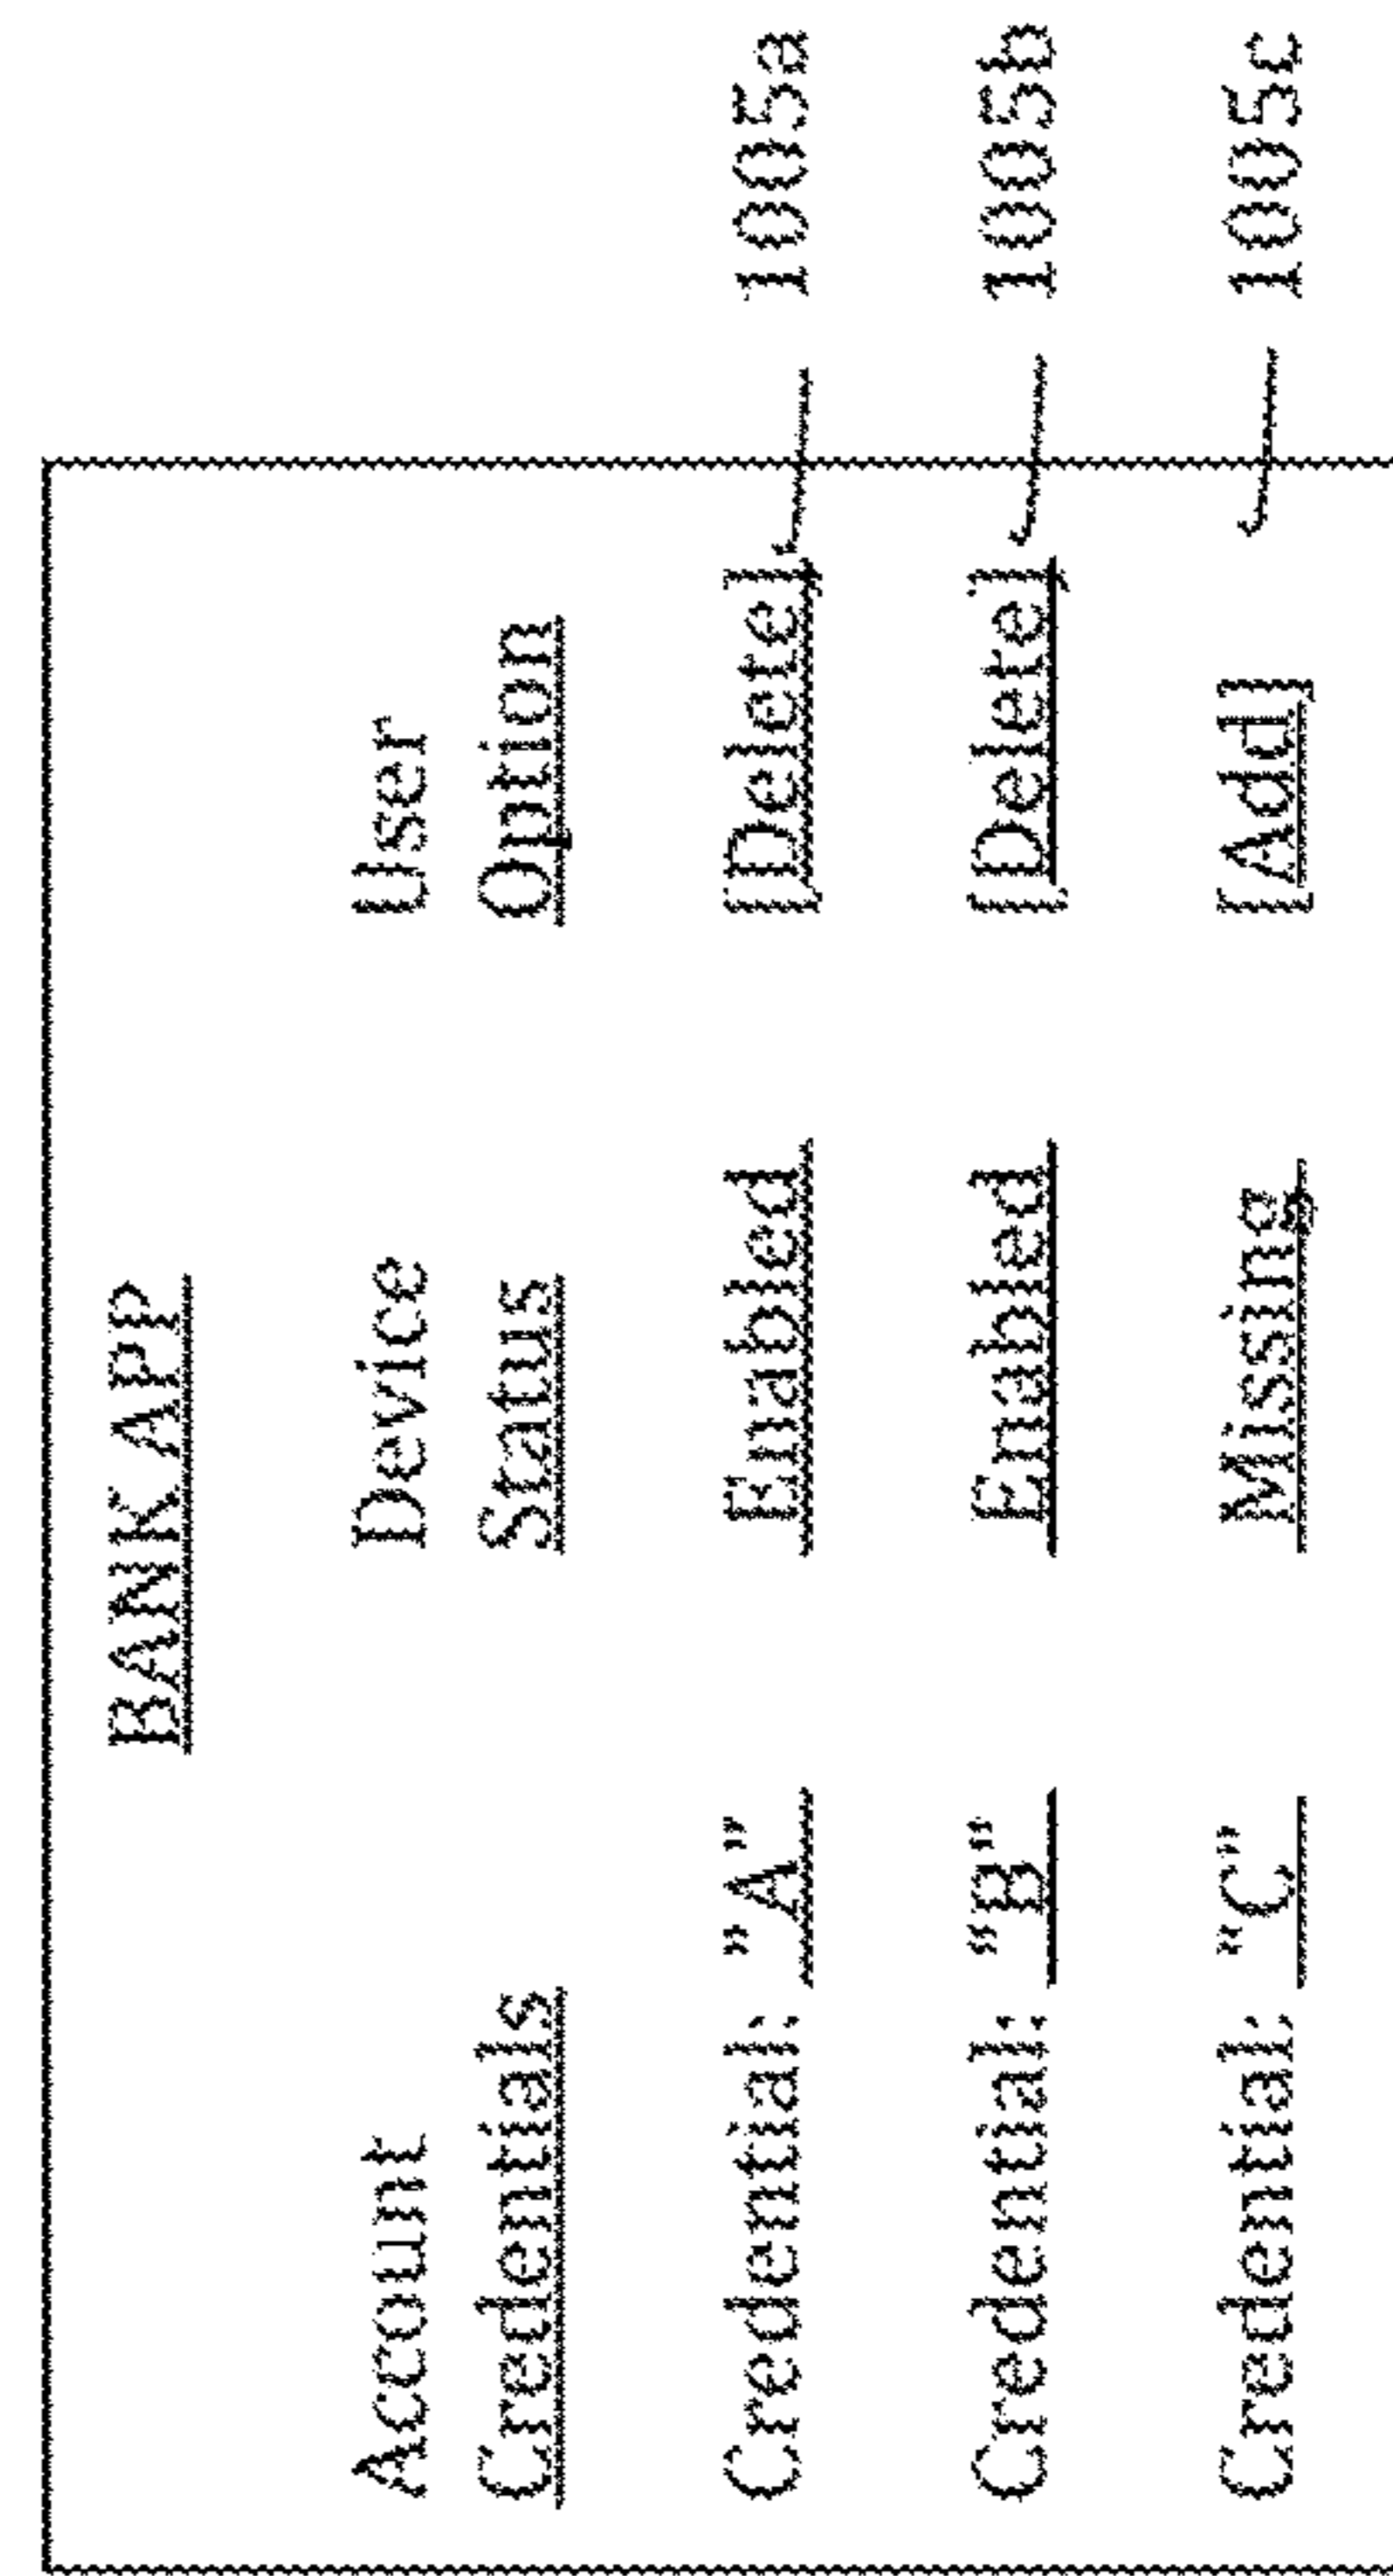 BANK APP
Account Device User
Credentials Status Option
Credential: "A" Enabled [Delete] 1005a
Credential: "B" Enabled [Delete] 1005b
Credential: "C" Missing [Add] 1005c